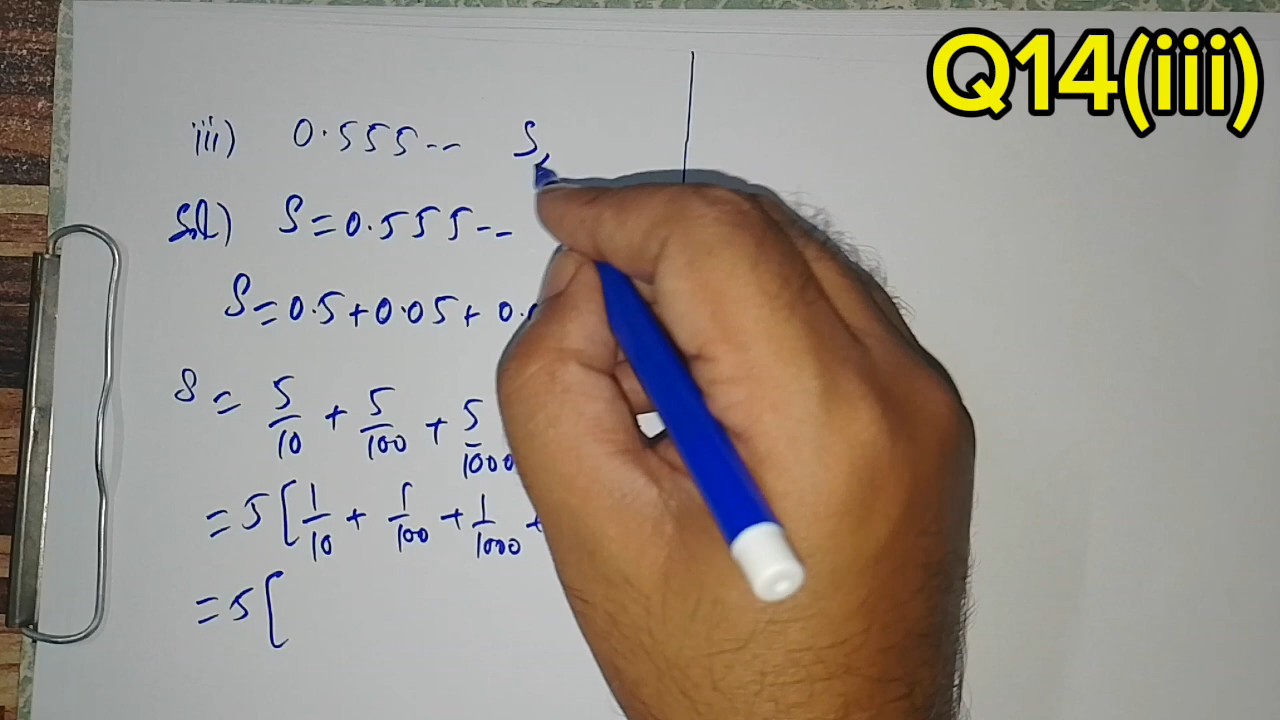 Q14(iii)
iii) 0.555-- S
Sol) S=0.555--
S=0.5+0.05+0.
S= 5/10 + 5/100 + 5/1000
=5[1/10 + 1/100 + 1/1000 +
=5[